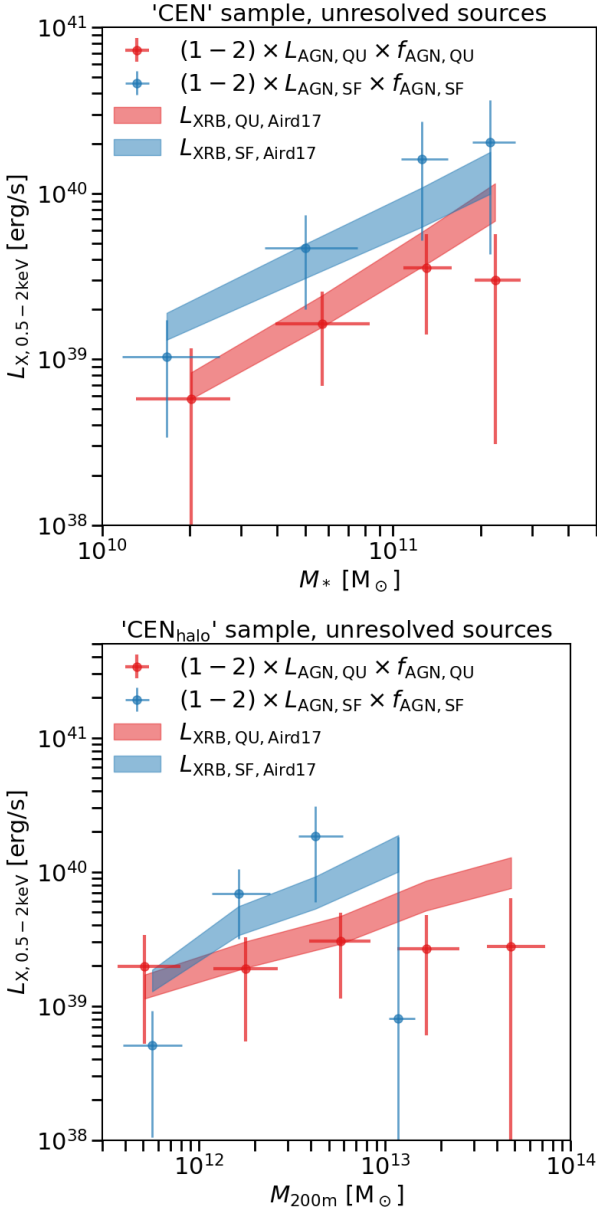 'CEN' sample, unresolved sources
10^41
(1 − 2) × L_AGN, QU × f_AGN, QU
(1 − 2) × L_AGN, SF × f_AGN, SF
L_XRB, QU, Aird17
L_XRB, SF, Aird17
10^40
10^39
10^38
L_X, 0.5 − 2keV [erg/s]
10^10
10^11
M_* [M_⊙]
'CEN_halo' sample, unresolved sources
(1 − 2) × L_AGN, QU × f_AGN, QU
(1 − 2) × L_AGN, SF × f_AGN, SF
L_XRB, QU, Aird17
L_XRB, SF, Aird17
10^41
10^40
10^39
10^38
L_X, 0.5 − 2keV [erg/s]
10^12
10^13
10^14
M_200m [M_⊙]